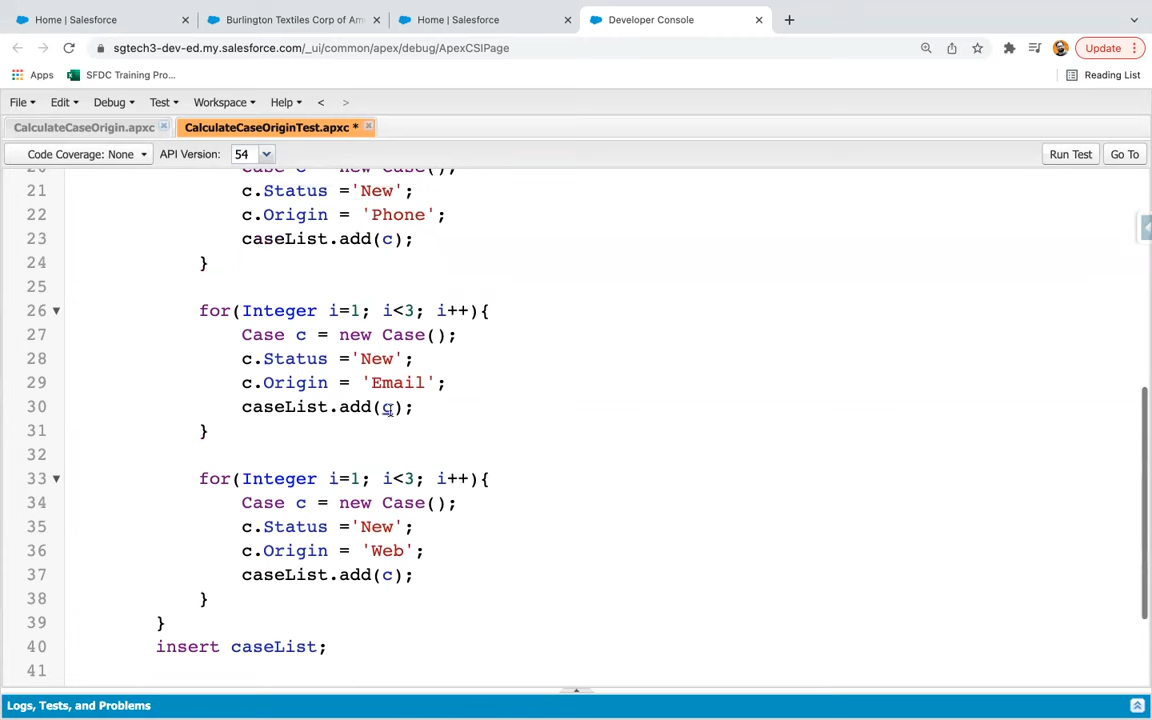 Home | Salesforce
Burlington Textiles Corp of Am
Home | Salesforce
Developer Console
sgtech3-dev-ed.my.salesforce.com/_ui/common/apex/debug/ApexCSIPage
Update
Apps
SFDC Training Pro...
Reading List
File Edit Debug Test Workspace Help < >
CalculateCaseOrigin.apxc
CalculateCaseOriginTest.apxc *
Code Coverage: None API Version: 54 Run Test Go To
20 Case c = new Case();
21 c.Status ='New';
22 c.Origin = 'Phone';
23 caseList.add(c);
24 }
25
26 for(Integer i=1; i<3; i++){
27 Case c = new Case();
28 c.Status ='New';
29 c.Origin = 'Email';
30 caseList.add(c);
31 }
32
33 for(Integer i=1; i<3; i++){
34 Case c = new Case();
35 c.Status ='New';
36 c.Origin = 'Web';
37 caseList.add(c);
38 }
39 }
40 insert caseList;
41
Logs, Tests, and Problems